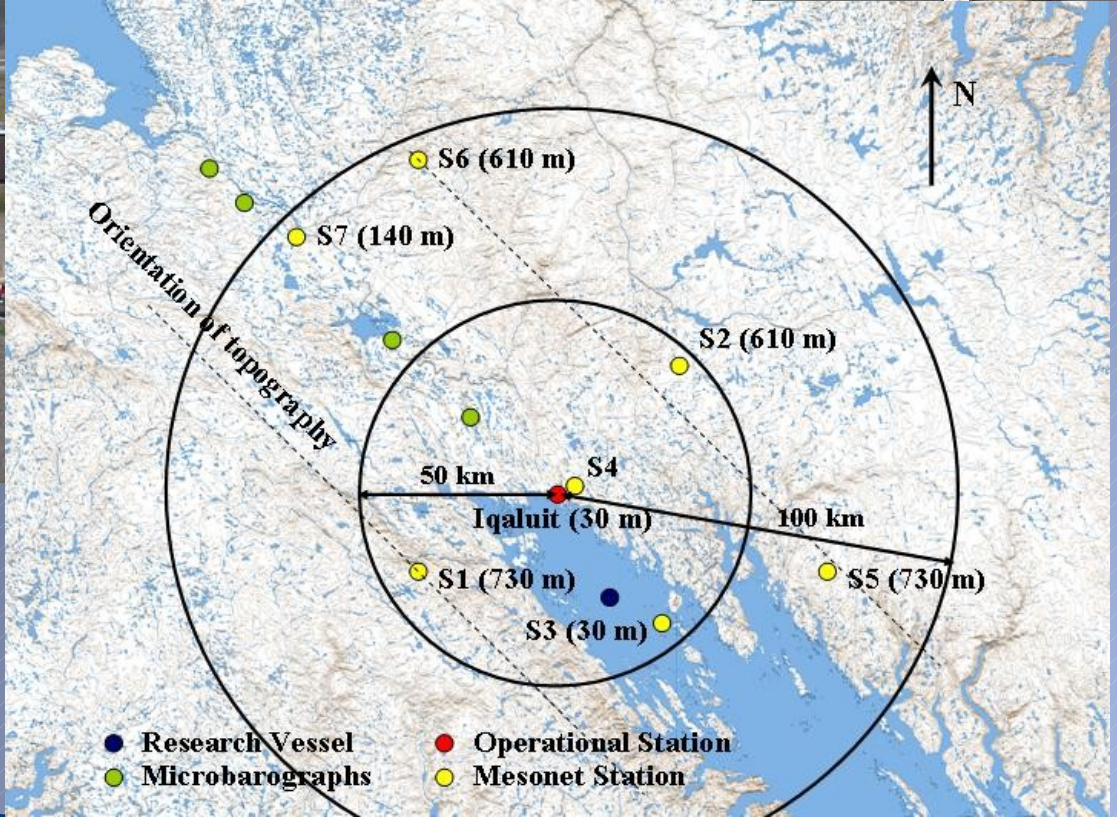 N
S6 (610 m)
S7 (140 m)
Orientation of topography
S2 (610 m)
S4
50 km
Iqaluit (30 m)
100 km
S1 (730 m)
S5 (730 m)
S3 (30 m)
Research Vessel
Operational Station
Microbarographs
Mesonet Station